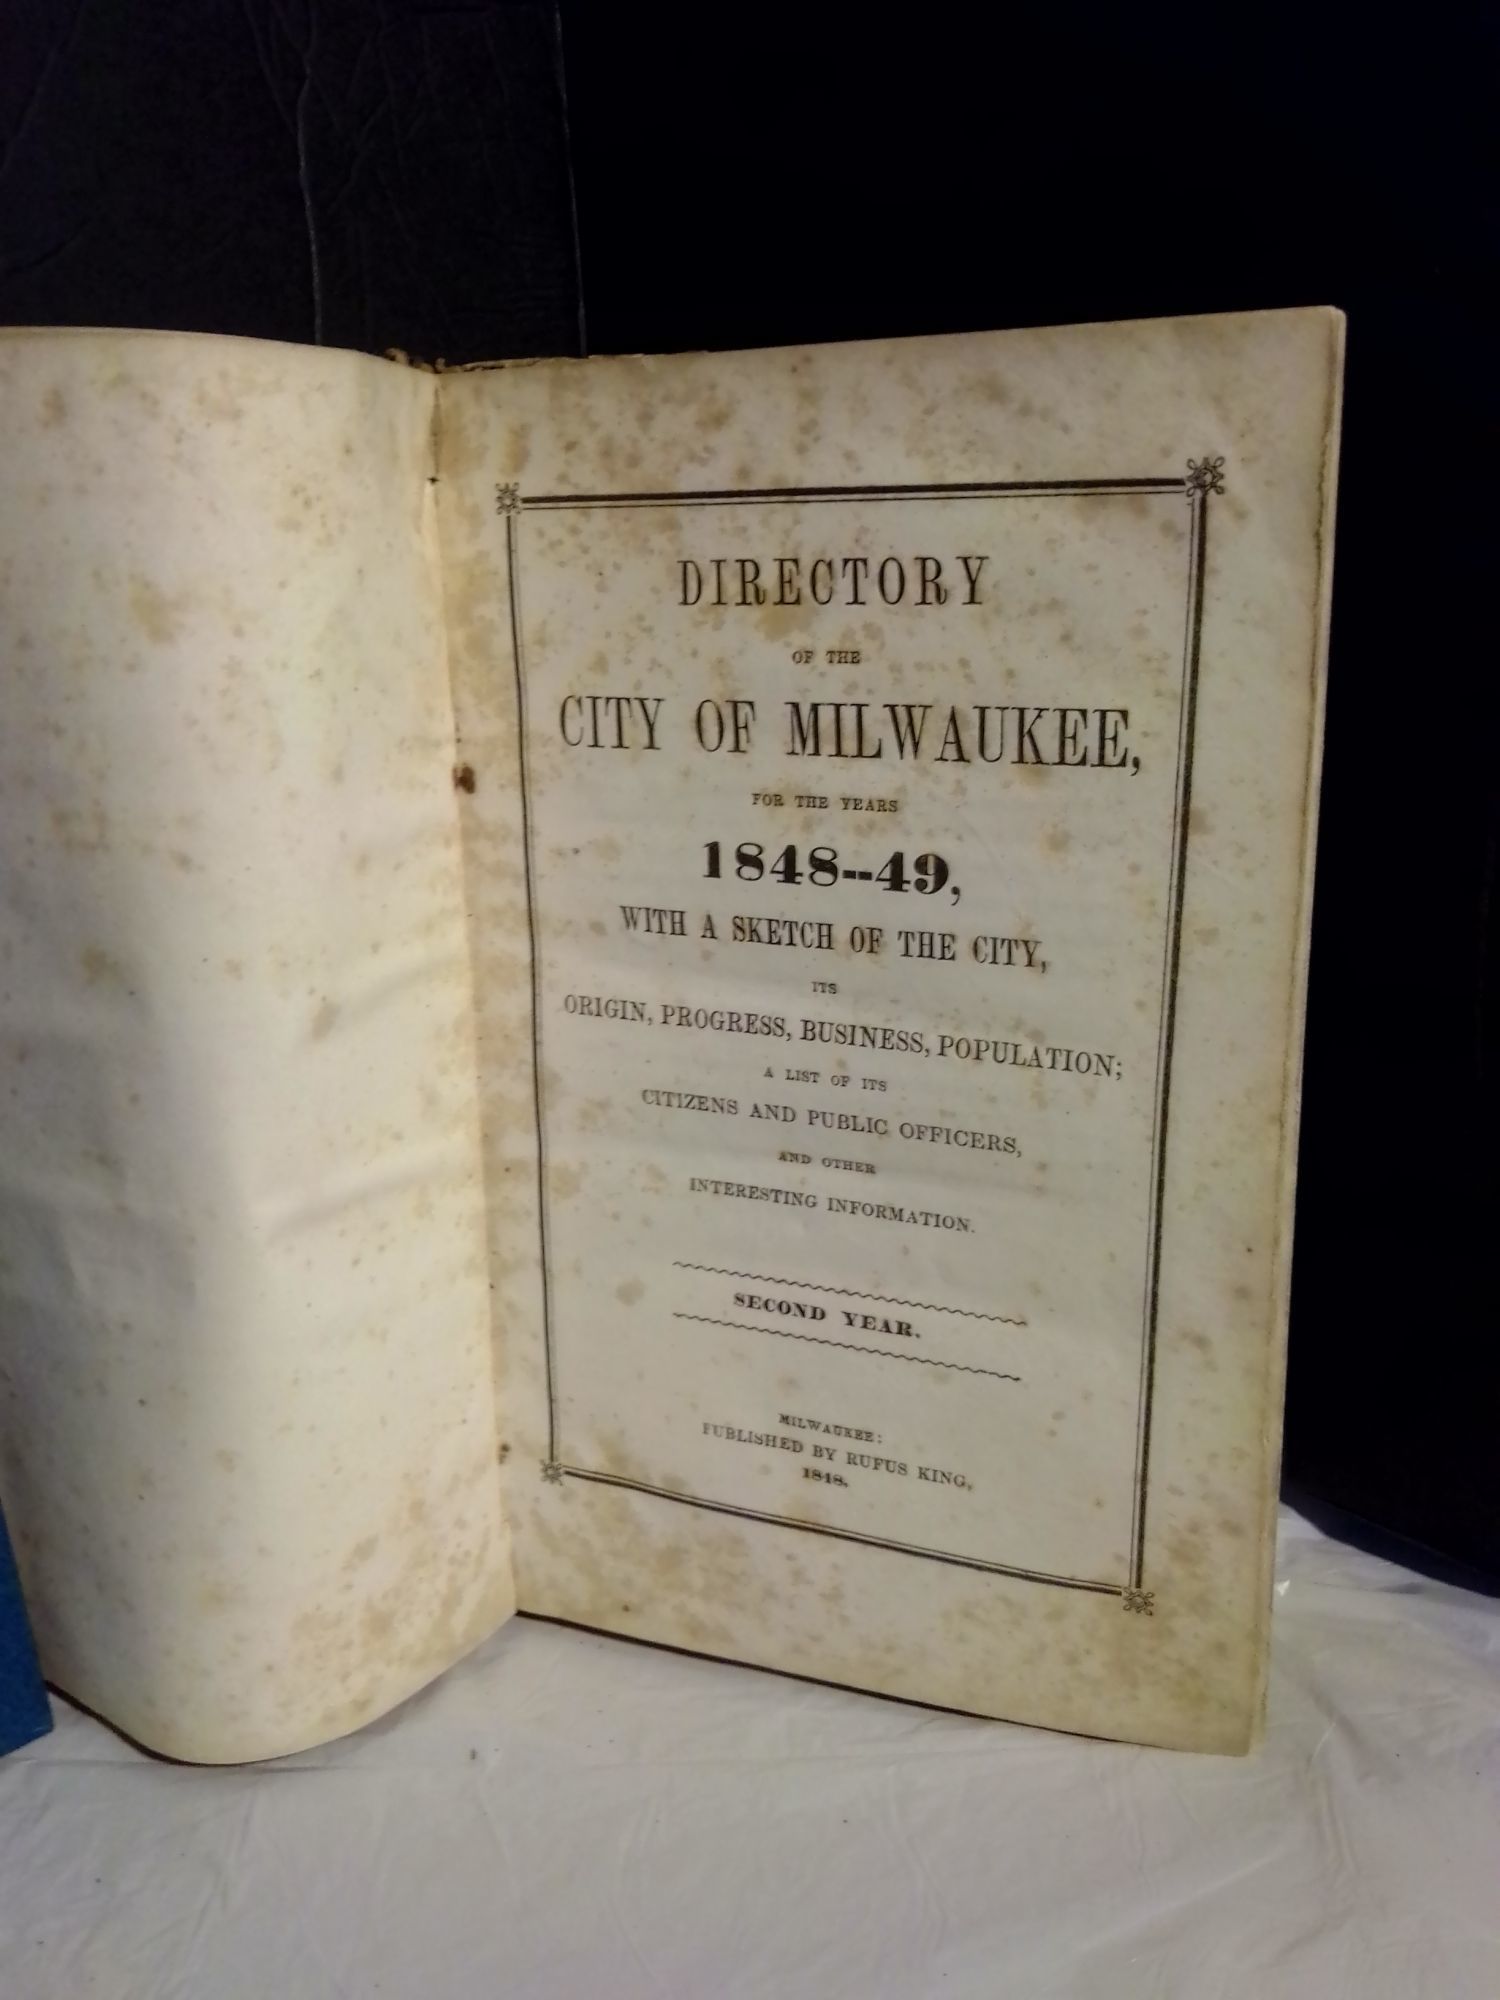 DIRECTORY
OF THE
CITY OF MILWAUKEE,
FOR THE YEARS
1848--49,
WITH A SKETCH OF THE CITY,
ITS
ORIGIN, PROGRESS, BUSINESS, POPULATION;
A LIST OF ITS
CITIZENS AND PUBLIC OFFICERS,
AND OTHER
INTERESTING INFORMATION.
SECOND YEAR.
MILWAUKEE:
PUBLISHED BY RUFUS KING,
1848.